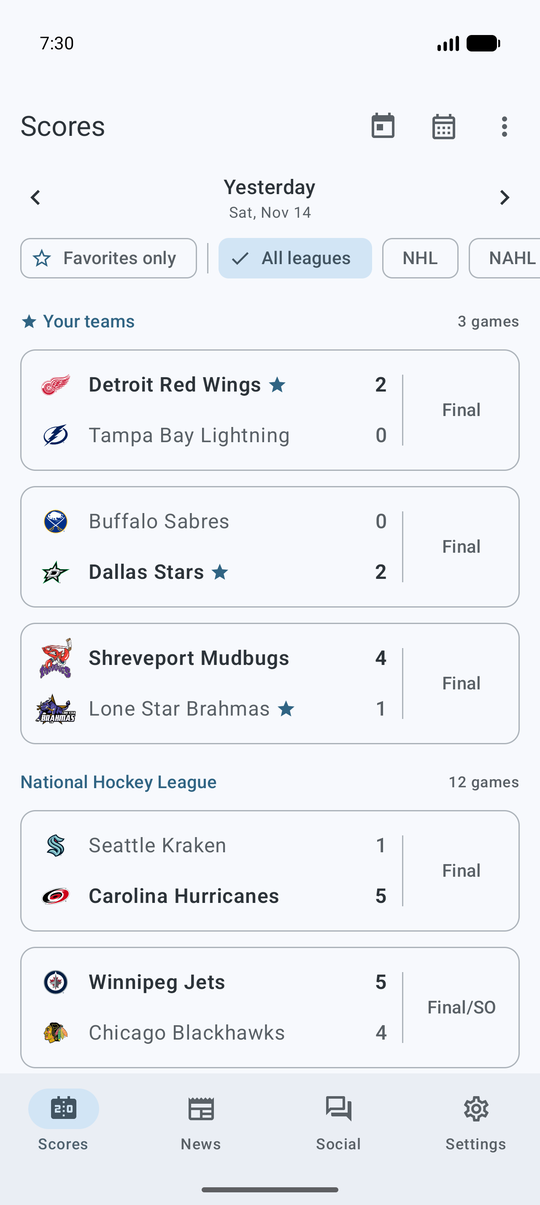 7:30
Scores
Yesterday
Sat, Nov 14
Favorites only
All leagues
NHL
NAHL
Your teams
3 games
Detroit Red Wings 2
Tampa Bay Lightning 0
Final
Buffalo Sabres 0
Dallas Stars 2
Final
Shreveport Mudbugs 4
Lone Star Brahmas 1
Final
National Hockey League
12 games
Seattle Kraken 1
Carolina Hurricanes 5
Final
Winnipeg Jets 5
Chicago Blackhawks 4
Final/SO
2:0
Scores
News
Social
Settings